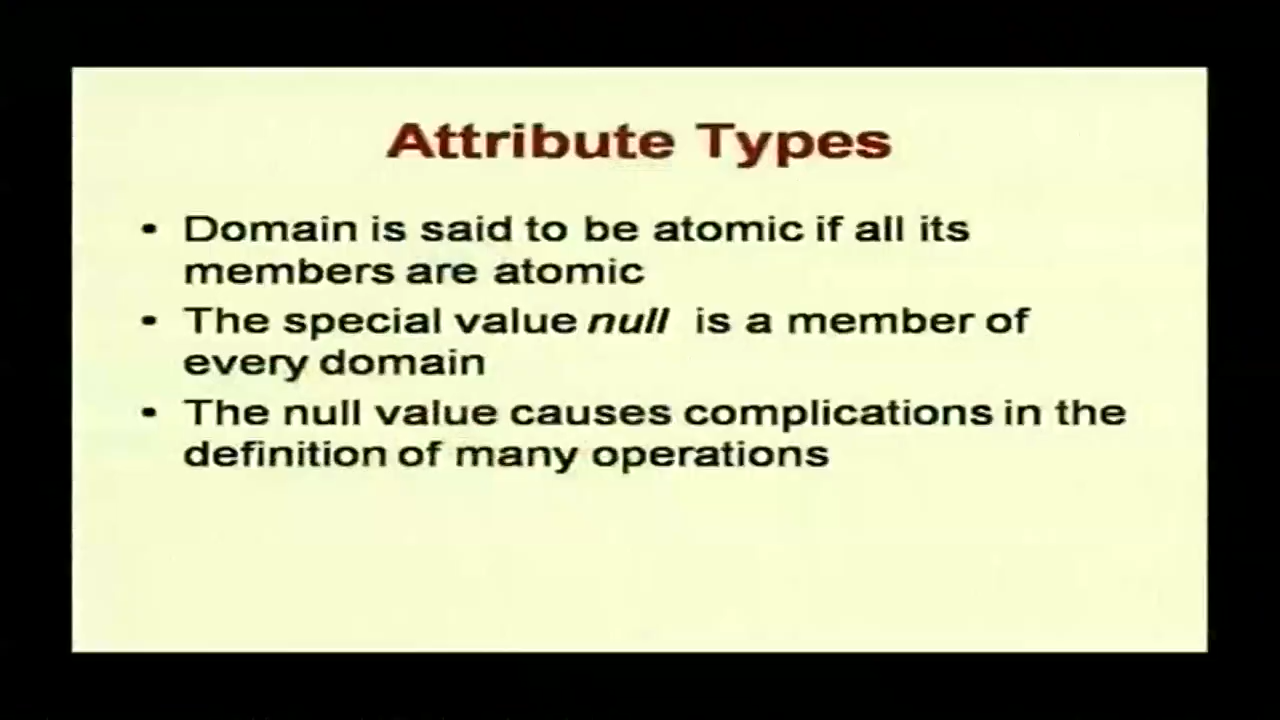 Attribute Types
• Domain is said to be atomic if all its
members are atomic
• The special value null is a member of
every domain
• The null value causes complications in the
definition of many operations